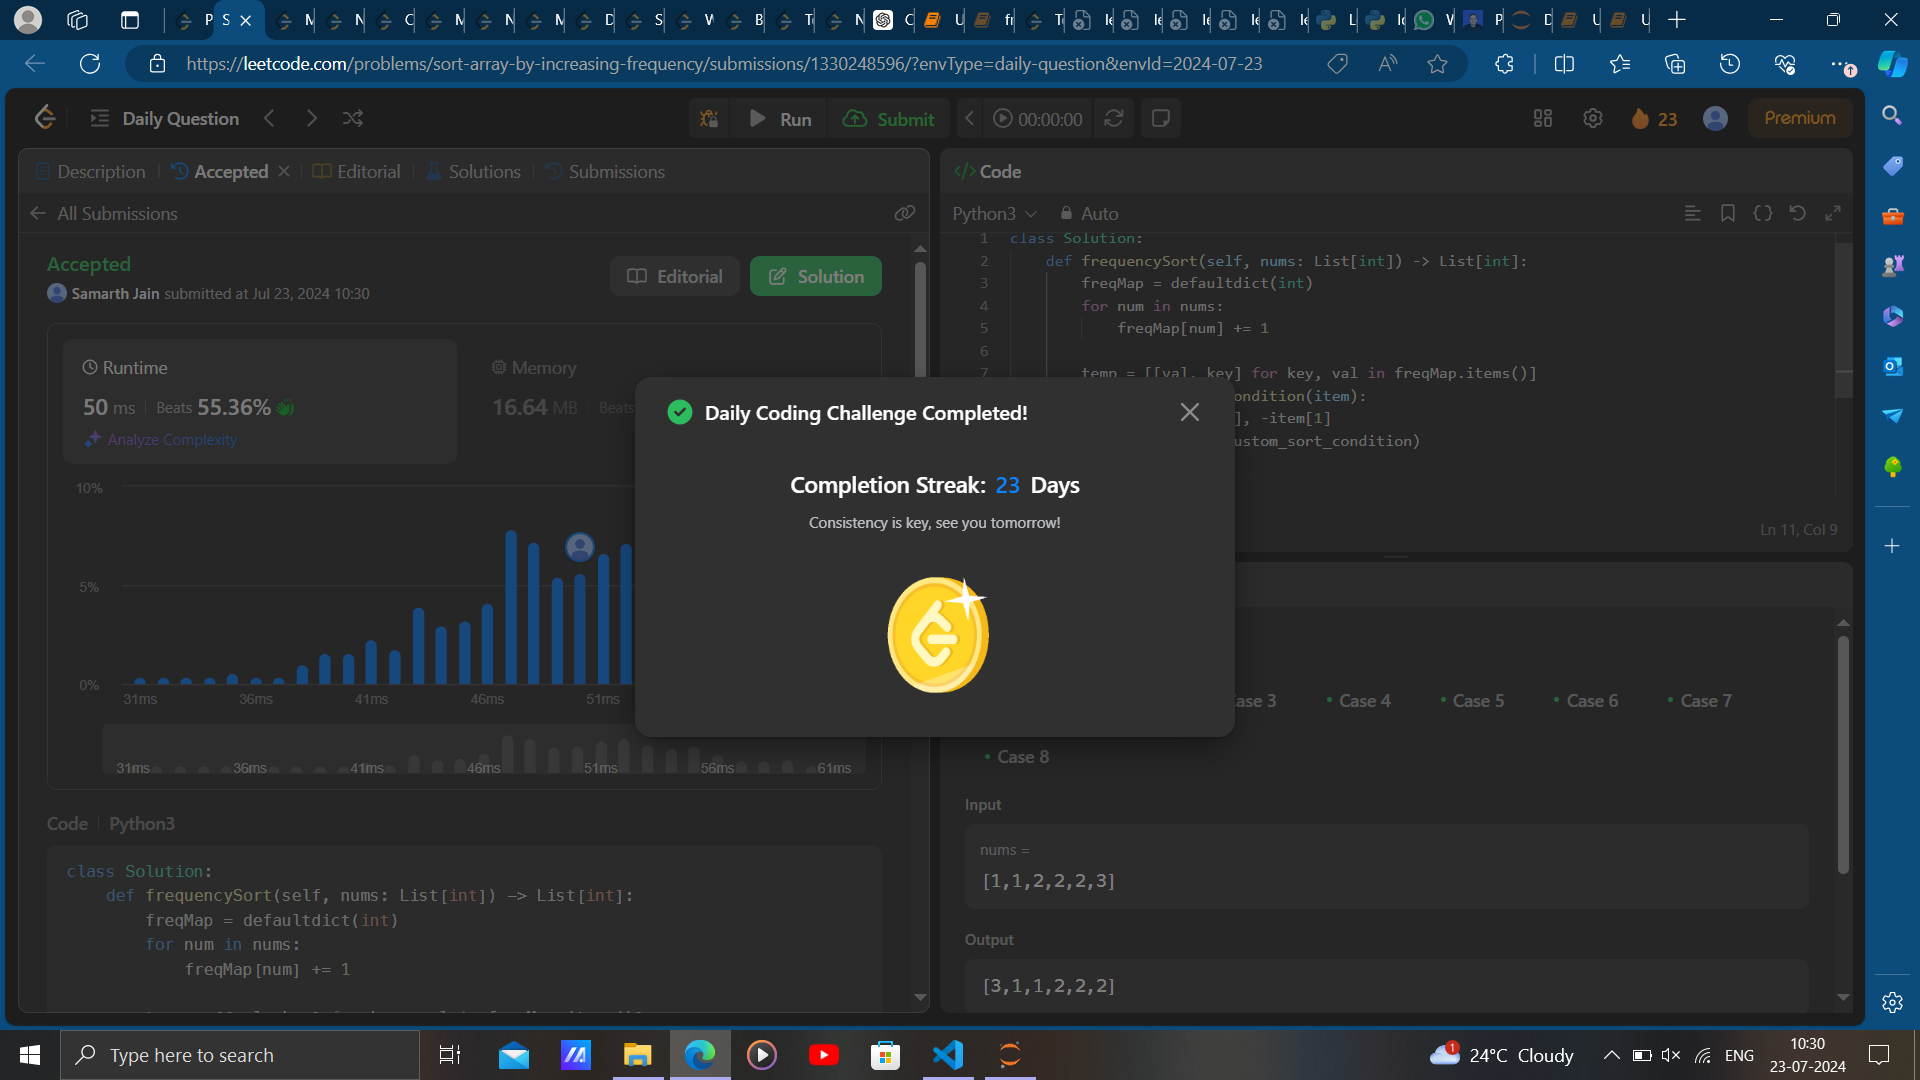 https://leetcode.com/problems/sort-array-by-increasing-frequency/submissions/1330248596/?envType=daily-question&envId=2024-07-23
Daily Question
Run
Submit
00:00:00
23
Premium
Description
Accepted
Editorial
Solutions
Submissions
All Submissions
Accepted
Samarth Jain submitted at Jul 23, 2024 10:30
Editorial
Solution
Runtime
50 ms
Beats 55.36%
Analyze Complexity
Memory
16.64 MB
Beats
10%
5%
0%
31ms
36ms
41ms
46ms
51ms
31ms
36ms
41ms
46ms
51ms
56ms
61ms
Code
Python3
class Solution:
def frequencySort(self, nums: List[int]) -> List[int]:
freqMap = defaultdict(int)
for num in nums:
freqMap[num] += 1
Daily Coding Challenge Completed!
Completion Streak: 23 Days
Consistency is key, see you tomorrow!
</> Code
Python3
Auto
1 class Solution:
2 def frequencySort(self, nums: List[int]) -> List[int]:
3 freqMap = defaultdict(int)
4 for num in nums:
5 freqMap[num] += 1
6
7 temp = [[val, key] for key, val in freqMap.items()]
ondition(item):
], -item[1]
ustom_sort_condition)
Ln 11, Col 9
ase 3
Case 4
Case 5
Case 6
Case 7
Case 8
Input
nums =
[1,1,2,2,2,3]
Output
[3,1,1,2,2,2]
Type here to search
1
24°C Cloudy
ENG
10:30
23-07-2024